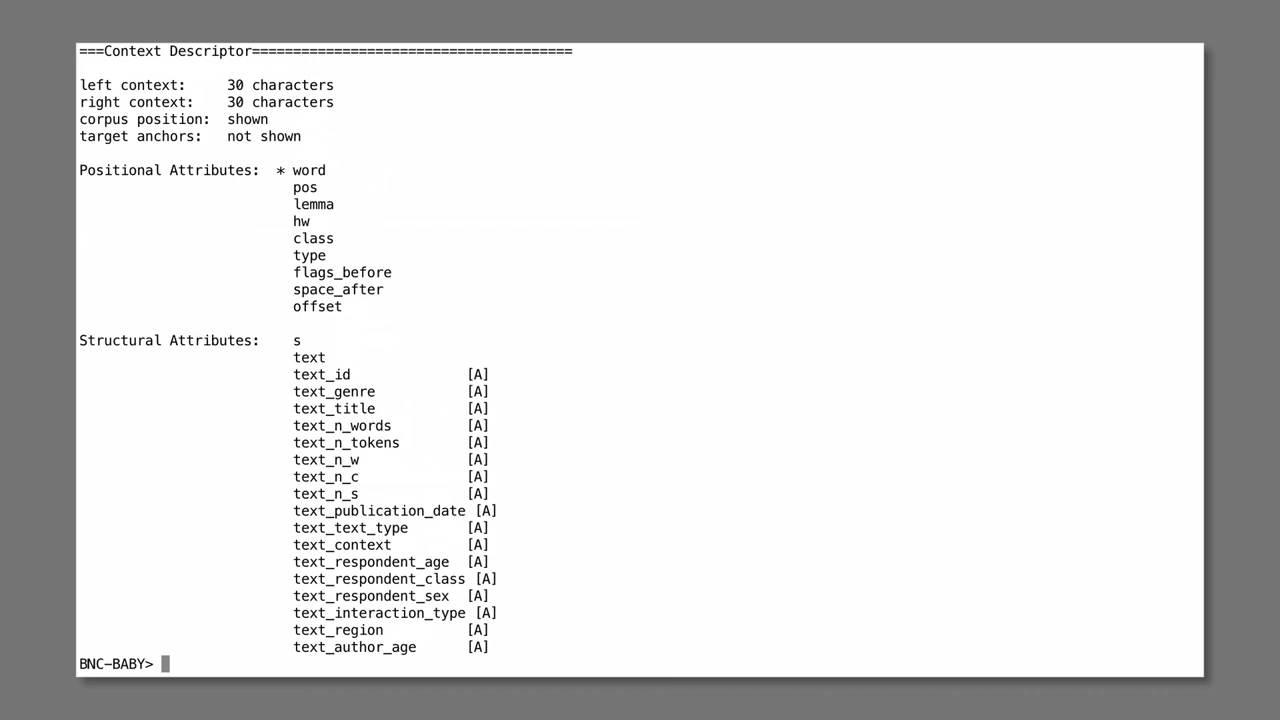 ===Context Descriptor=======================================
left context:     30 characters
right context:    30 characters
corpus position:  shown
target anchors:   not shown
Positional Attributes:  * word
pos
lemma
hw
class
type
flags_before
space_after
offset
Structural Attributes:    s
text
text_id              [A]
text_genre           [A]
text_title           [A]
text_n_words         [A]
text_n_tokens        [A]
text_n_w             [A]
text_n_c             [A]
text_n_s             [A]
text_publication_date [A]
text_text_type       [A]
text_context         [A]
text_respondent_age  [A]
text_respondent_class [A]
text_respondent_sex  [A]
text_interaction_type [A]
text_region          [A]
text_author_age      [A]
BNC-BABY>